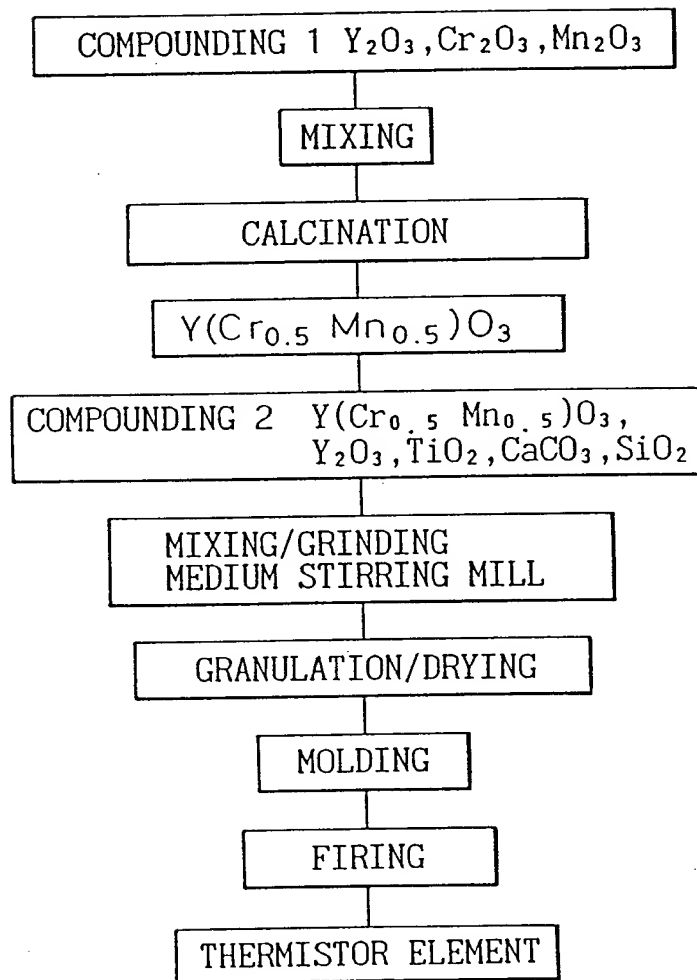 COMPOUNDING 1 Y₂O₃,Cr₂O₃,Mn₂O₃
MIXING
CALCINATION
Y(Cr₀.₅ Mn₀.₅)O₃
COMPOUNDING 2 Y(Cr₀.₅ Mn₀.₅)O₃,
Y₂O₃,TiO₂,CaCO₃,SiO₂
MIXING/GRINDING
MEDIUM STIRRING MILL
GRANULATION/DRYING
MOLDING
FIRING
THERMISTOR ELEMENT